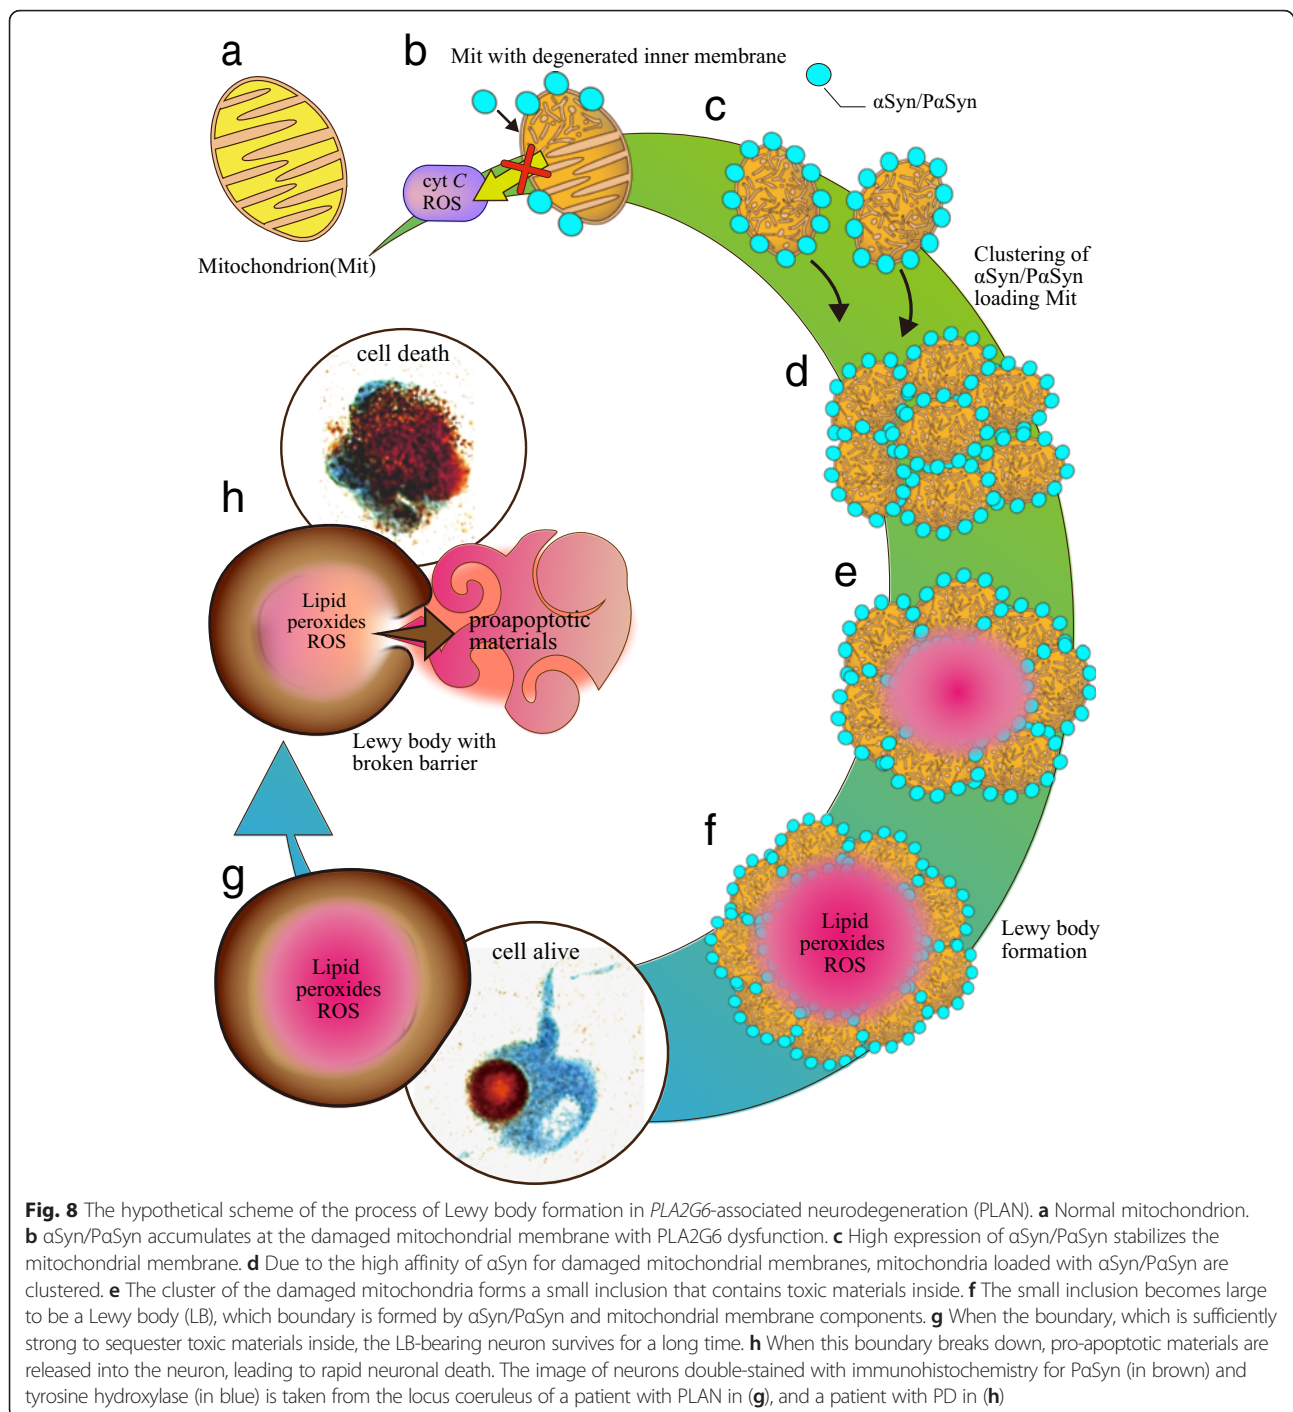 a
b
Mit with degenerated inner membrane
αSyn/PαSyn
c
cyt C
ROS
Mitochondrion(Mit)
Clustering of
αSyn/PαSyn
loading Mit
d
cell death
h
e
Lipid
peroxides
ROS
proapoptotic
materials
Lewy body with
broken barrier
f
g
Lipid
peroxides
ROS
Lewy body
formation
cell alive
Lipid
peroxides
ROS
Fig. 8 The hypothetical scheme of the process of Lewy body formation in PLA2G6-associated neurodegeneration (PLAN). a Normal mitochondrion.
b αSyn/PαSyn accumulates at the damaged mitochondrial membrane with PLA2G6 dysfunction. c High expression of αSyn/PαSyn stabilizes the
mitochondrial membrane. d Due to the high affinity of αSyn for damaged mitochondrial membranes, mitochondria loaded with αSyn/PαSyn are
clustered. e The cluster of the damaged mitochondria forms a small inclusion that contains toxic materials inside. f The small inclusion becomes large
to be a Lewy body (LB), which boundary is formed by αSyn/PαSyn and mitochondrial membrane components. g When the boundary, which is sufficiently
strong to sequester toxic materials inside, the LB-bearing neuron survives for a long time. h When this boundary breaks down, pro-apoptotic materials are
released into the neuron, leading to rapid neuronal death. The image of neurons double-stained with immunohistochemistry for PαSyn (in brown) and
tyrosine hydroxylase (in blue) is taken from the locus coeruleus of a patient with PLAN in (g), and a patient with PD in (h)